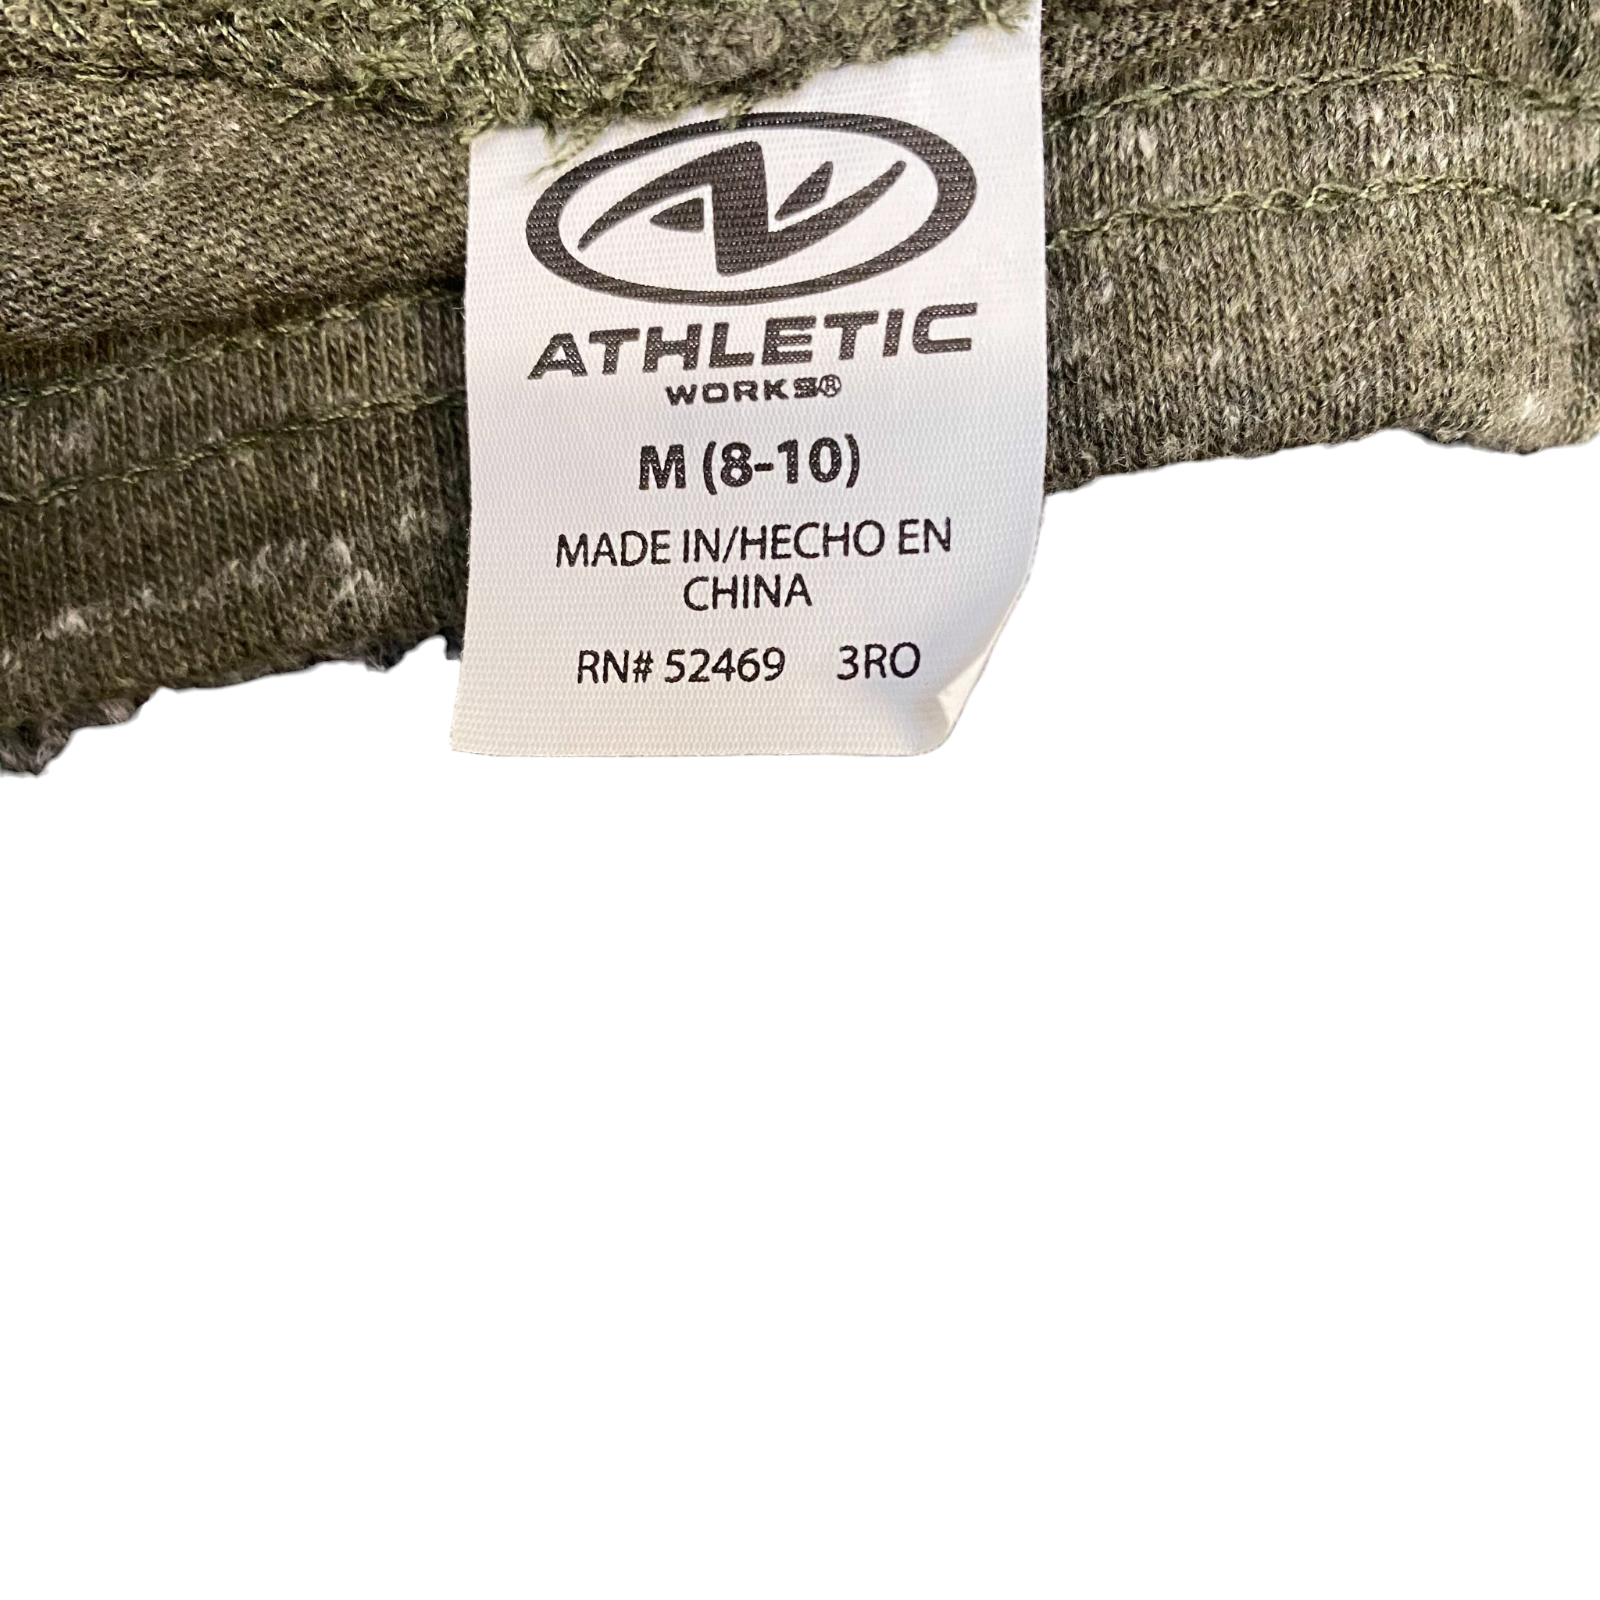 ATHLETIC
WORKS®
M (8-10)
MADE IN/HECHO EN
CHINA
RN# 52469 3RO